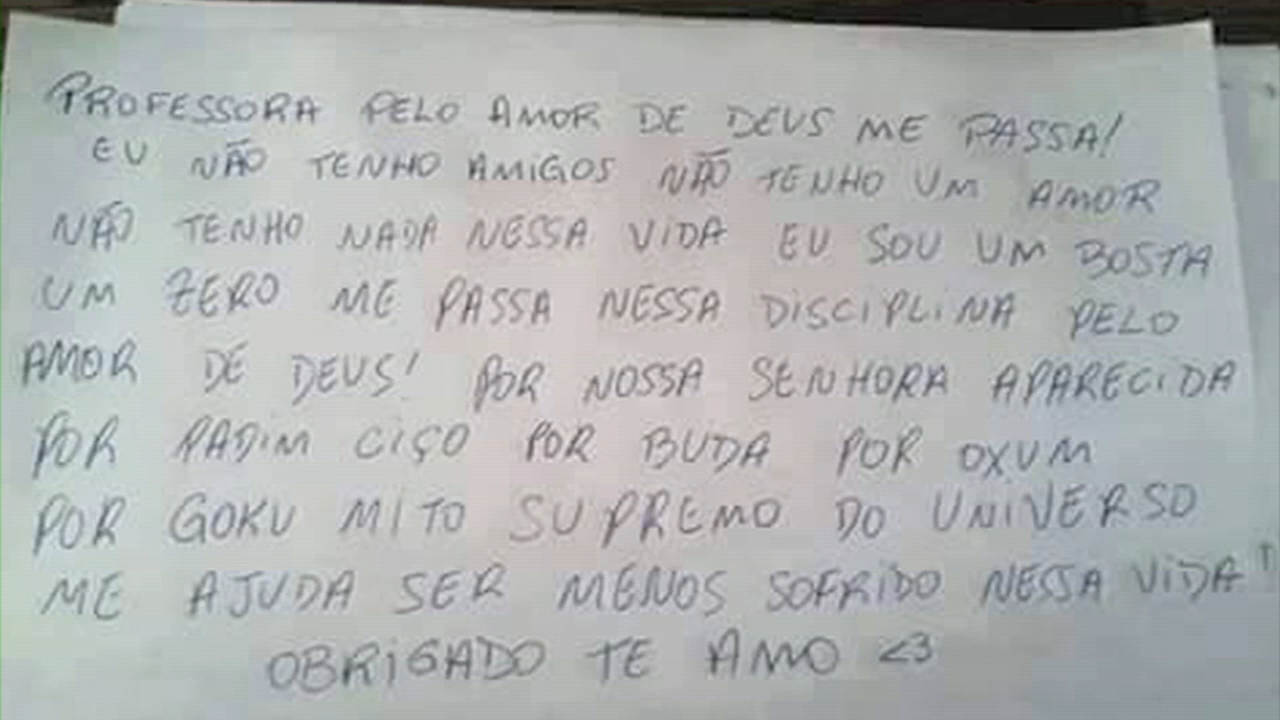 PROFESSORA PELO AMOR DE DEUS ME PASSA!
EU NÃO TENHO AMIGOS NÃO TENHO UM AMOR
NÃO TENHO NADA NESSA VIDA EU SOU UM BOSTA
UM ZERO ME PASSA NESSA DISCIPLINA PELO
AMOR DE DEUS! POR NOSSA SENHORA APARECIDA
POR PADIM CIÇO POR BUDA POR OXUM
POR GOKU MITO SUPREMO DO UNIVERSO
ME AJUDA SER MENOS SOFRIDO NESSA VIDA
OBRIGADO TE AMO <3